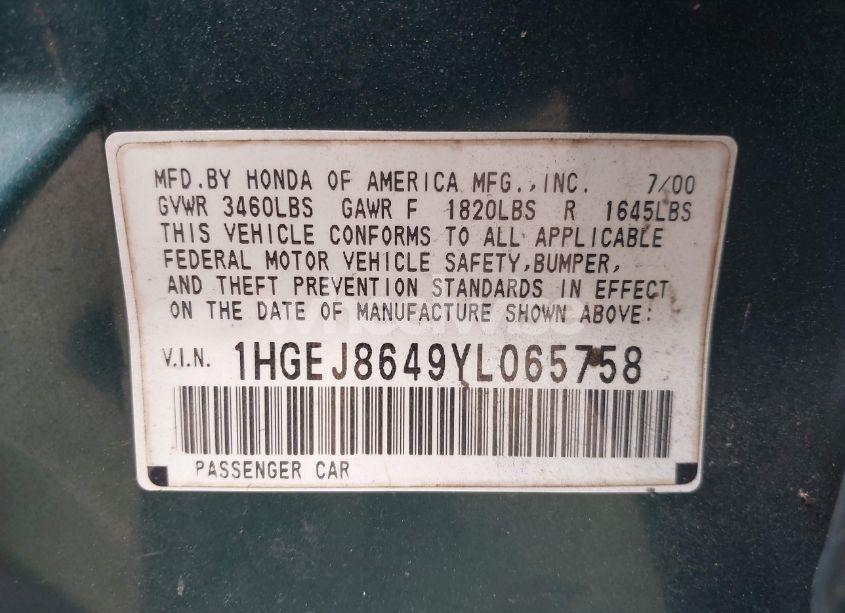 MFD.BY HONDA OF AMERICA MFG.,INC. 7/00
GVWR 3460LBS GAWR F 1820LBS R 1645LBS
THIS VEHICLE CONFORMS TO ALL APPLICABLE
FEDERAL MOTOR VEHICLE SAFETY,BUMPER,
AND THEFT PREVENTION STANDARDS IN EFFECT
ON THE DATE OF MANUFACTURE SHOWN ABOVE:
V.I.N. 1HGEJ8649YL065758
PASSENGER CAR